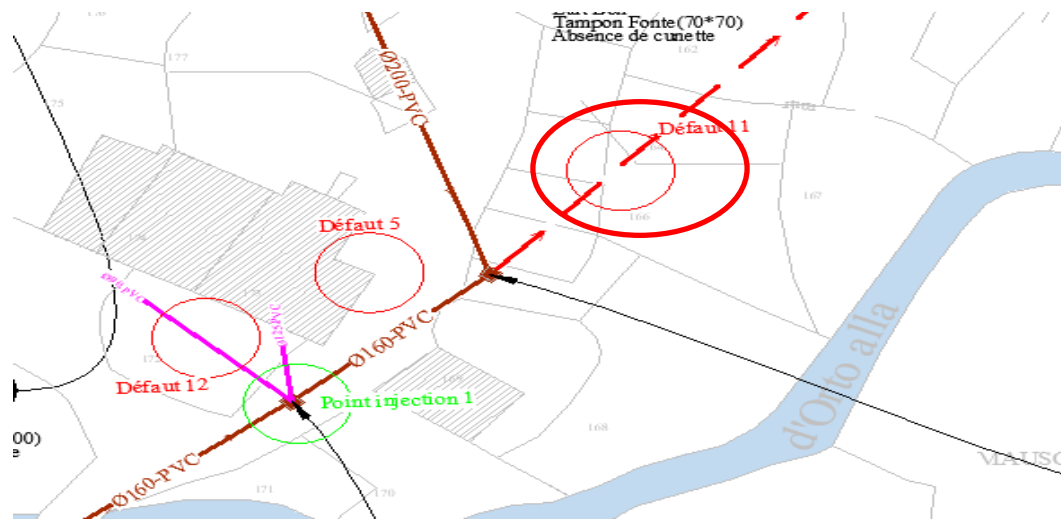 Tampon Fonte(70*70)
Absence de cunette
162
177
Ø200-PVC
175
Défaut 11
167
166
Défaut 5
Ø160-PVC
d'Orto alla
Défaut 12
Point injection 1
168
00)
e
MAUSO
Ø160-PVC
171
170